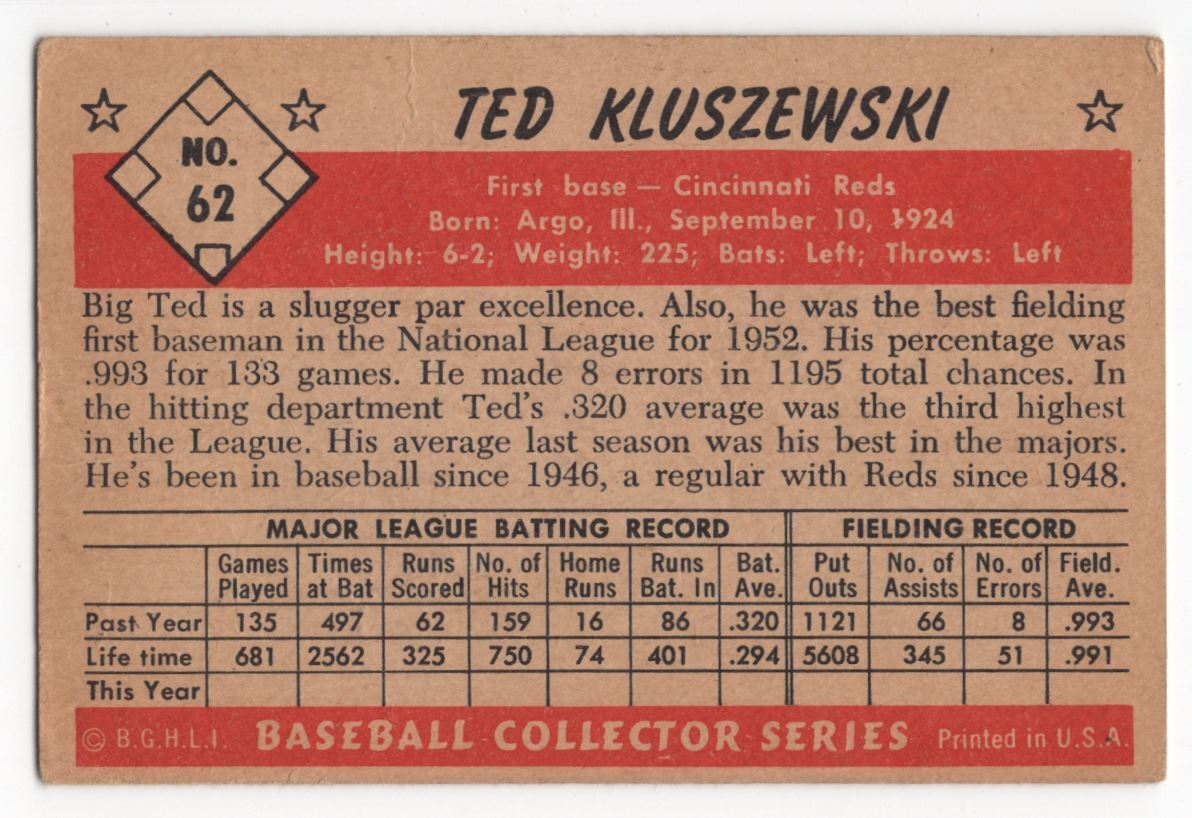 NO.
62
TED KLUSZEWSKI
First base — Cincinnati Reds
Born: Argo, Ill., September 10, 1924
Height: 6-2; Weight: 225; Bats: Left; Throws: Left
Big Ted is a slugger par excellence. Also, he was the best fielding
first baseman in the National League for 1952. His percentage was
.993 for 133 games. He made 8 errors in 1195 total chances. In
the hitting department Ted's .320 average was the third highest
in the League. His average last season was his best in the majors.
He's been in baseball since 1946, a regular with Reds since 1948.
MAJOR LEAGUE BATTING RECORD FIELDING RECORD
Games Times Runs No. of Home Runs Bat. Put No. of No. of Field.
Played at Bat Scored Hits Runs Bat. In Ave. Outs Assists Errors Ave.
Past Year 135 497 62 159 16 86 .320 1121 66 8 .993
Life time 681 2562 325 750 74 401 .294 5608 345 51 .991
This Year
© B.G.H.L.I. BASEBALL COLLECTOR SERIES Printed in U.S.A.